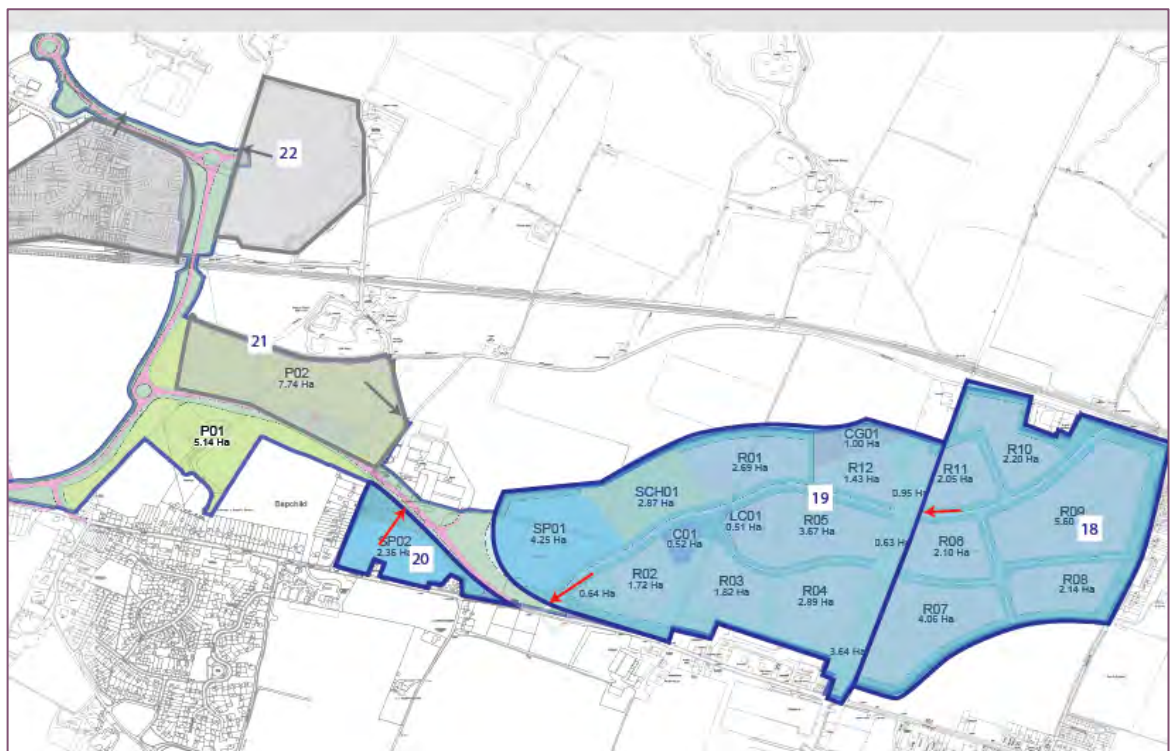 22
21
P02
7.74 Ha
P01
5.14 Ha
Bapchild
SP02
2.36 Ha
20
SP01
4.25 Ha
SCH01
2.87 Ha
R01
2.69 Ha
CG01
1.00 Ha
R12
1.43 Ha
0.95 Ha
19
LC01
0.51 Ha
C01
0.52 Ha
R05
3.67 Ha
0.63 Ha
R02
1.72 Ha
0.64 Ha
R03
1.82 Ha
R04
2.89 Ha
3.64 Ha
R11
2.05 Ha
R10
2.20 Ha
R09
5.60
18
R06
2.10 Ha
R08
2.14 Ha
R07
4.06 Ha